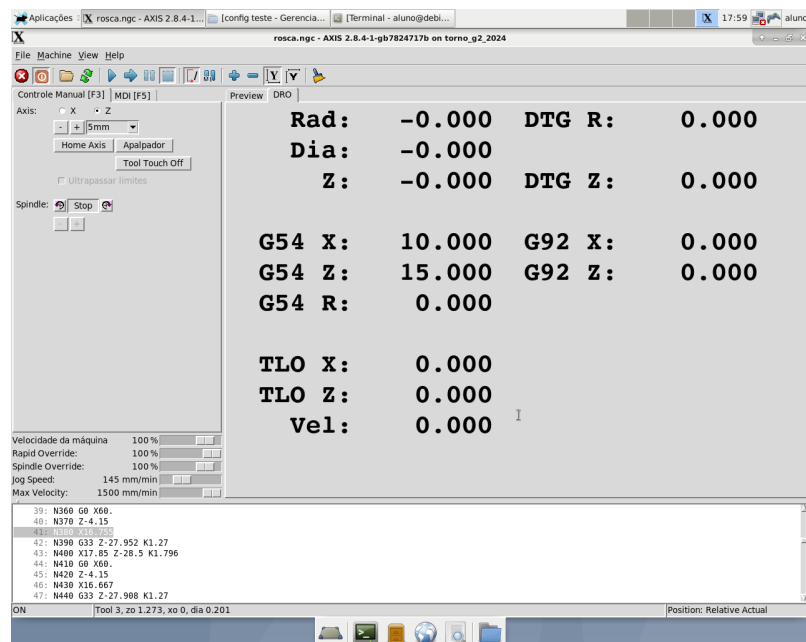 Aplicações X rosca.ngc - AXIS 2.8.4-1... [config teste - Gerencia... [Terminal - aluno@debi... X 17:59 aluno
X rosca.ngc - AXIS 2.8.4-1-gb7824717b on torno_g2_2024
File Machine View Help
Controle Manual [F3] MDI [F5] Preview DRO
Axis: X Z
- + 5mm
Home Axis Apalpador
Tool Touch Off
Ultrapassar limites
Spindle: Stop
- +
Rad: -0.000 DTG R: 0.000
Dia: -0.000
Z: -0.000 DTG Z: 0.000
G54 X: 10.000 G92 X: 0.000
G54 Z: 15.000 G92 Z: 0.000
G54 R: 0.000
TLO X: 0.000
TLO Z: 0.000
Vel: 0.000
Velocidade da máquina 100 %
Rapid Override: 100 %
Spindle Override: 100 %
Jog Speed: 145 mm/min
Max Velocity: 1500 mm/min
39: N360 G0 X60.
40: N370 Z-4.15
41: N380 X16.755
42: N390 G33 Z-27.952 K1.27
43: N400 X17.85 Z-28.5 K1.796
44: N410 G0 X60.
45: N420 Z-4.15
46: N430 X16.667
47: N440 G33 Z-27.908 K1.27
ON Tool 3, zo 1.273, xo 0, dia 0.201 Position: Relative Actual